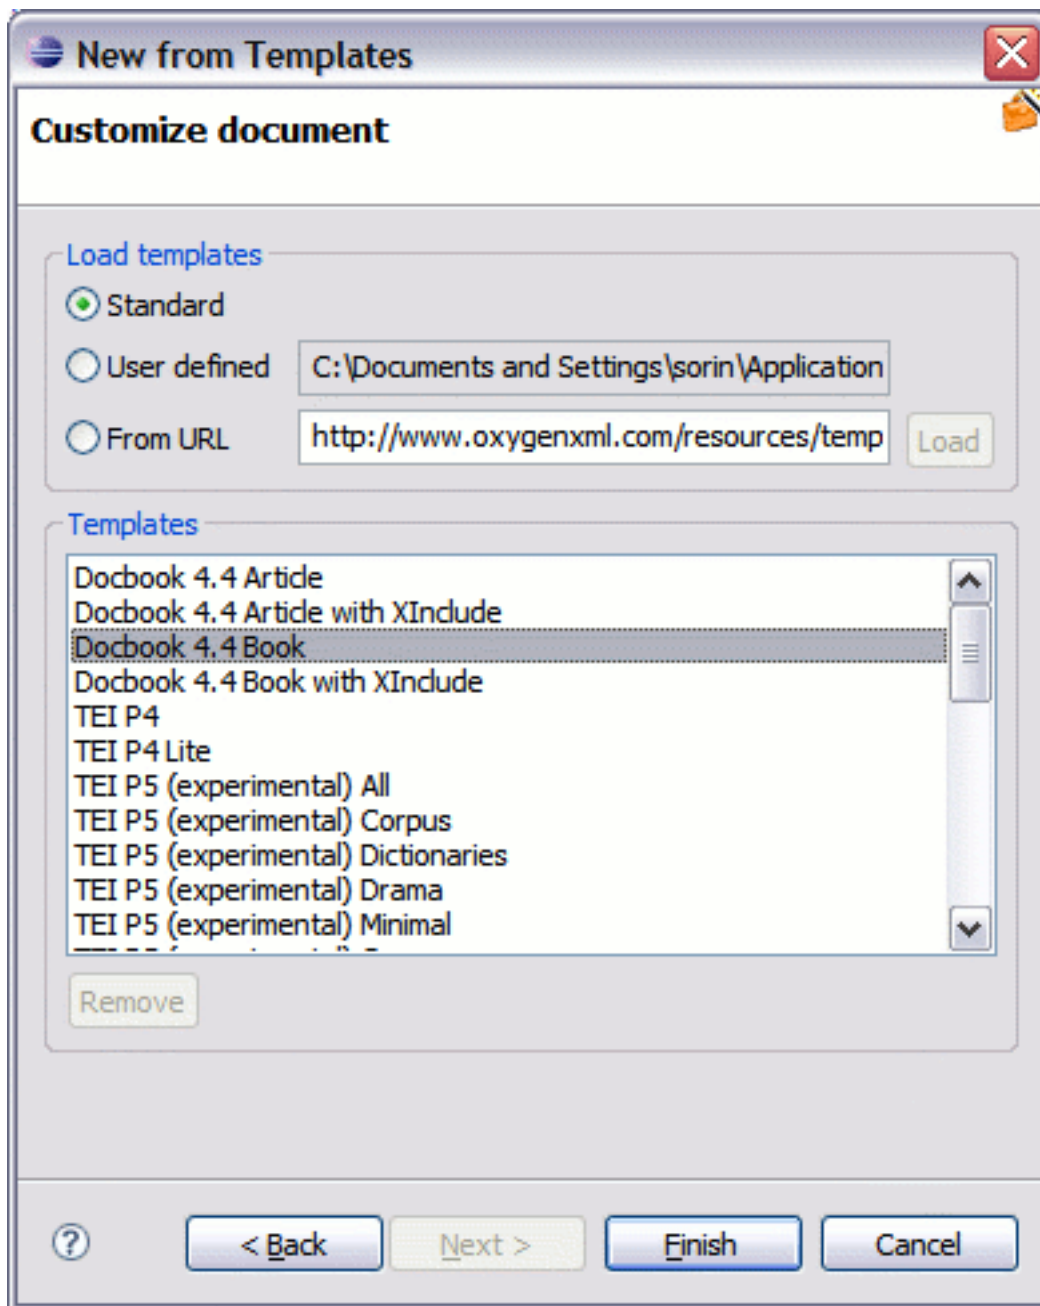 New from Templates
Customize document
Load templates
Standard
User defined C:\Documents and Settings\sorin\Application
From URL http://www.oxygenxml.com/resources/temp Load
Templates
Docbook 4.4 Article
Docbook 4.4 Article with XInclude
Docbook 4.4 Book
Docbook 4.4 Book with XInclude
TEI P4
TEI P4 Lite
TEI P5 (experimental) All
TEI P5 (experimental) Corpus
TEI P5 (experimental) Dictionaries
TEI P5 (experimental) Drama
TEI P5 (experimental) Minimal
Remove
? < Back Next > Finish Cancel